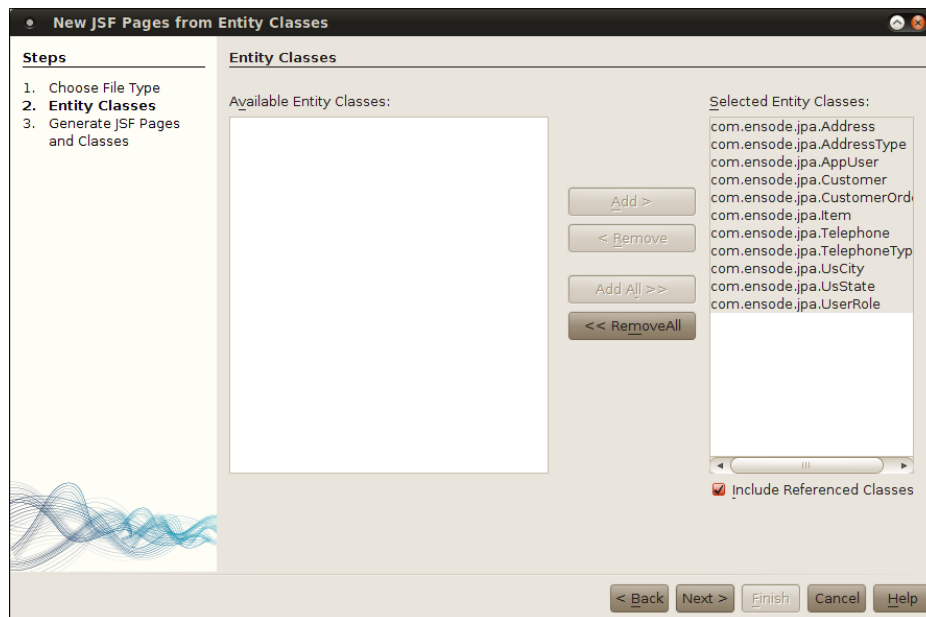 New JSF Pages from Entity Classes
Steps
1. Choose File Type
2. Entity Classes
3. Generate JSF Pages
and Classes
Entity Classes
Available Entity Classes:
Add >
< Remove
Add All >>
<< RemoveAll
Selected Entity Classes:
com.ensode.jpa.Address
com.ensode.jpa.AddressType
com.ensode.jpa.AppUser
com.ensode.jpa.Customer
com.ensode.jpa.CustomerOrd
com.ensode.jpa.Item
com.ensode.jpa.Telephone
com.ensode.jpa.TelephoneTyp
com.ensode.jpa.UsCity
com.ensode.jpa.UsState
com.ensode.jpa.UserRole
Include Referenced Classes
< Back Next > Finish Cancel Help